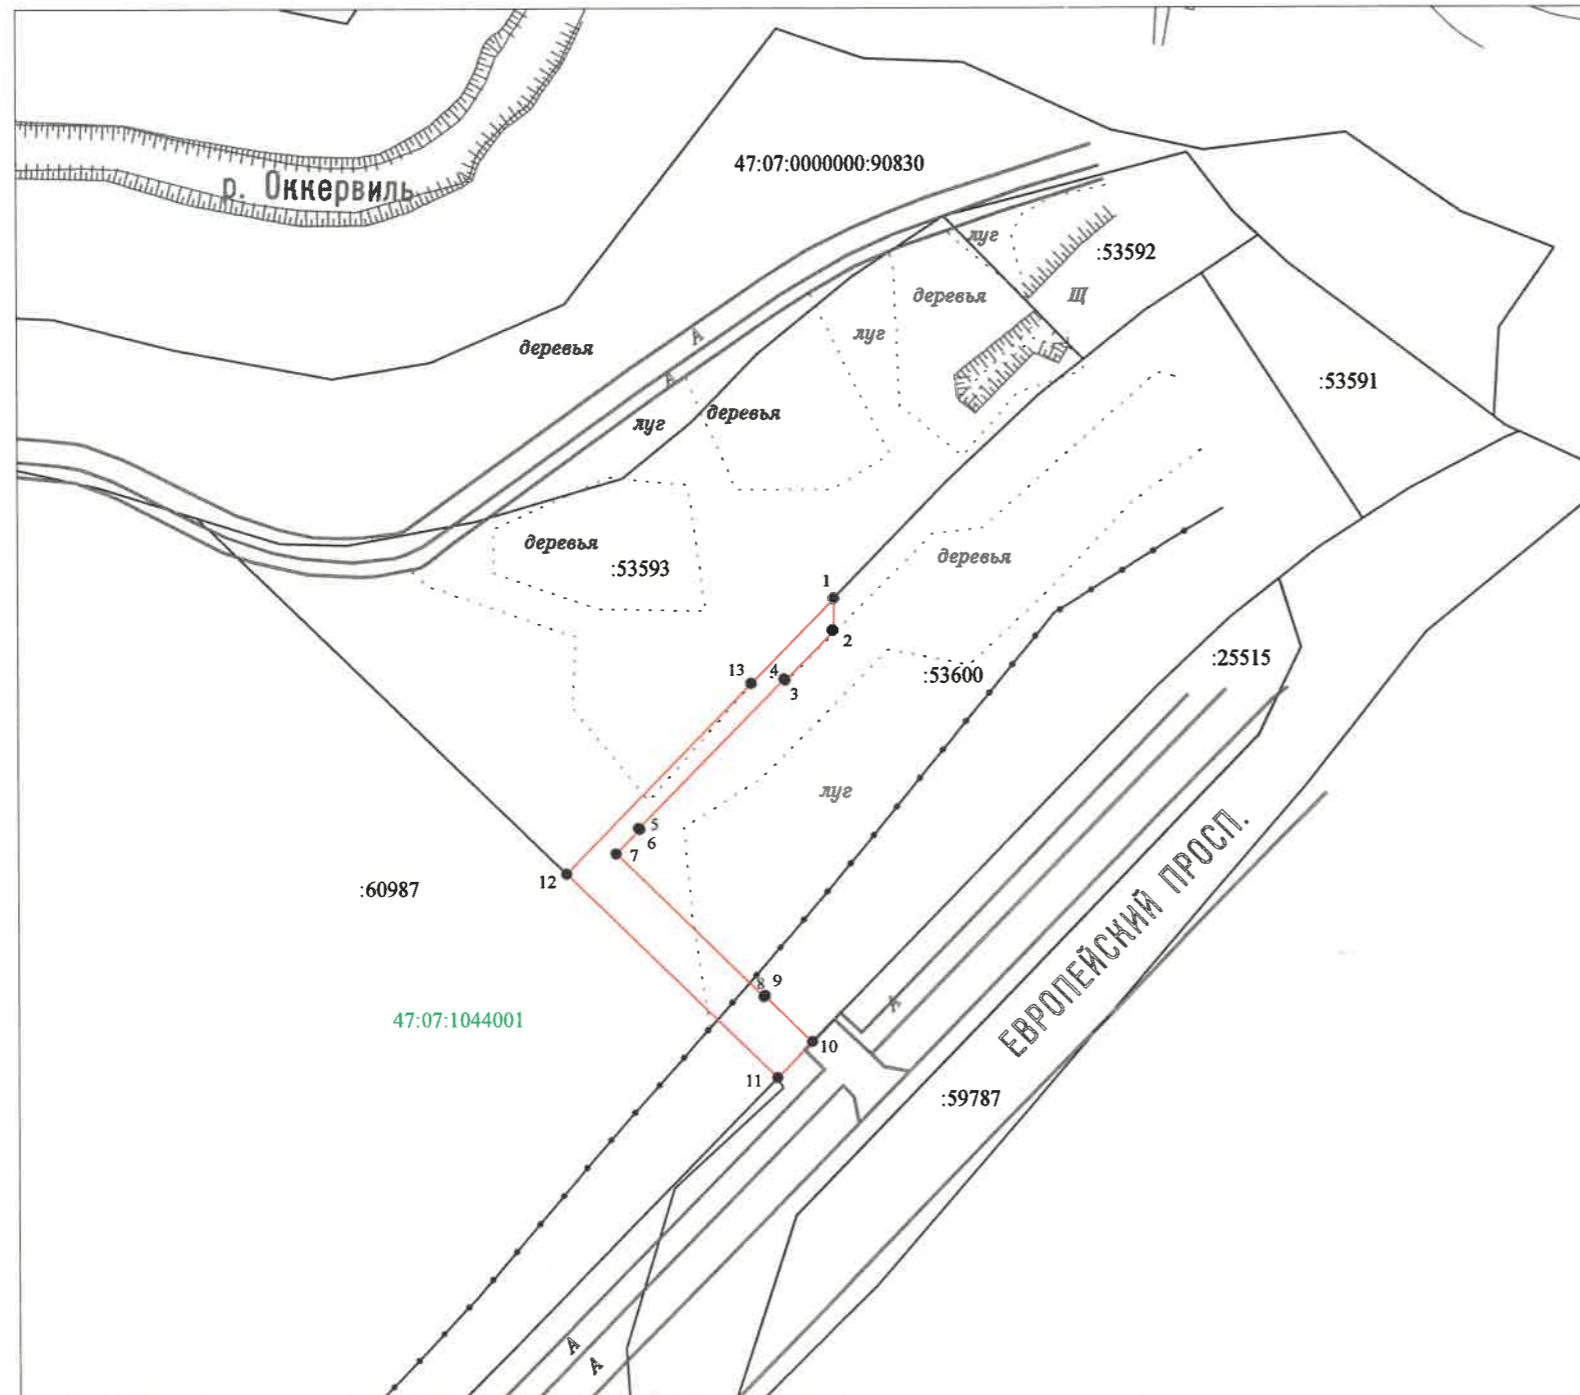 р. Оккервиль
47:07:0000000:90830
луг
:53592
деревья
Щ
луг
деревья
А
А
:53591
луг
деревья
деревья
:53593
деревья
1
2
13
4
3
:53600
:25515
луг
5
6
7
12
:60987
ЕВРОПЕЙСКИЙ ПРОСП.
9
8
А
47:07:1044001
10
11
:59787
А
А